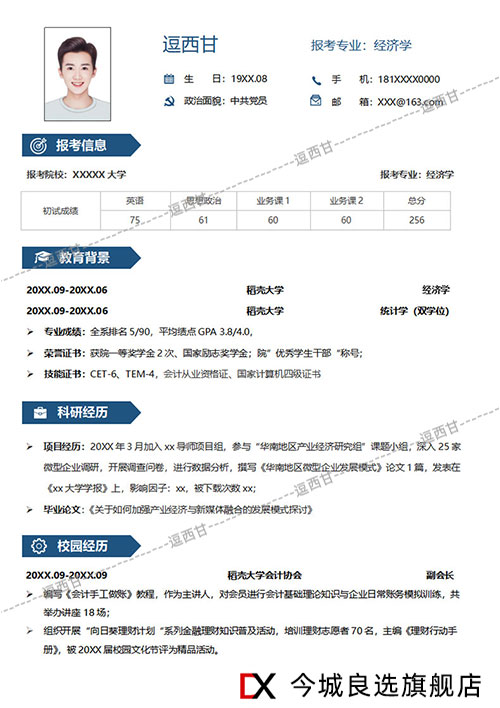 逗西甘
报考专业：经济学
生 日：19XX.08
手 机：181XXXX0000
政治面貌：中共党员
邮 箱：XXX@163.com
报考信息
报考院校：XXXXX 大学
报考专业：经济学
初试成绩 英语 思想政治 业务课 1 业务课 2 总分
75 61 60 60 256
逗西甘
教育背景
20XX.09-20XX.06 稻壳大学 经济学
20XX.09-20XX.06 稻壳大学 统计学（双学位）
专业成绩：全系排名 5/90，平均绩点 GPA 3.8/4.0，
荣誉证书：获院一等奖学金 2 次、国家励志奖学金；院"优秀学生干部"称号；
技能证书：CET-6、TEM-4，会计从业资格证、国家计算机四级证书
科研经历
项目经历：20XX 年 3 月加入 xx 导师项目组，参与"华南地区产业经济研究组"课题小组，深入 25 家
微型企业调研，开展调查问卷，进行数据分析，撰写《华南地区微型企业发展模式》论文 1 篇，发表在
《xx 大学学报》上，影响因子：xx，被下载次数 xx；
毕业论文：《关于如何加强产业经济与新媒体融合的发展模式探讨》
逗西甘
校园经历
20XX.09-20XX.09 稻壳大学会计协会 副会长
编写《会计手工做账》教程，作为主讲人，对会员进行会计基础理论知识与企业日常账务模拟训练，共
举办讲座 18 场；
组织开展"向日葵理财计划"系列金融理财知识普及活动，培训理财志愿者 70 名，主编《理财行动手
册》，被 20XX 届校园文化节评为精品活动。
逗西甘
逗西甘
逗西甘
CX 今城良选旗舰店